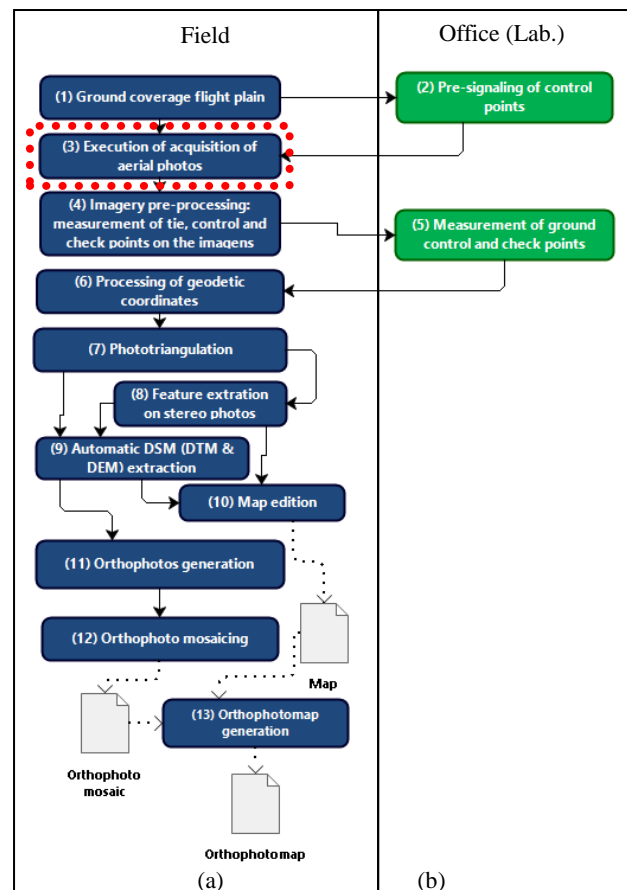 Field
Office (Lab.)
(1) Ground coverage flight plain
(2) Pre-signaling of control
points
(3) Execution of acquisition of
aerial photos
(4) Imagery pre-processing:
measurement of tie, control and
check points on the imagens
(5) Measurement of ground
control and check points
(6) Processing of geodetic
coordinates
(7) Phototriangulation
(8) Feature extration
on stereo photos
(9) Automatic DSM (DTM &
DEM) extraction
(10) Map edition
(11) Orthophotos generation
(12) Orthophoto mosaicing
Map
(13) Orthophotomap
generation
Orthophoto
mosaic
Orthophotomap
(a)
(b)